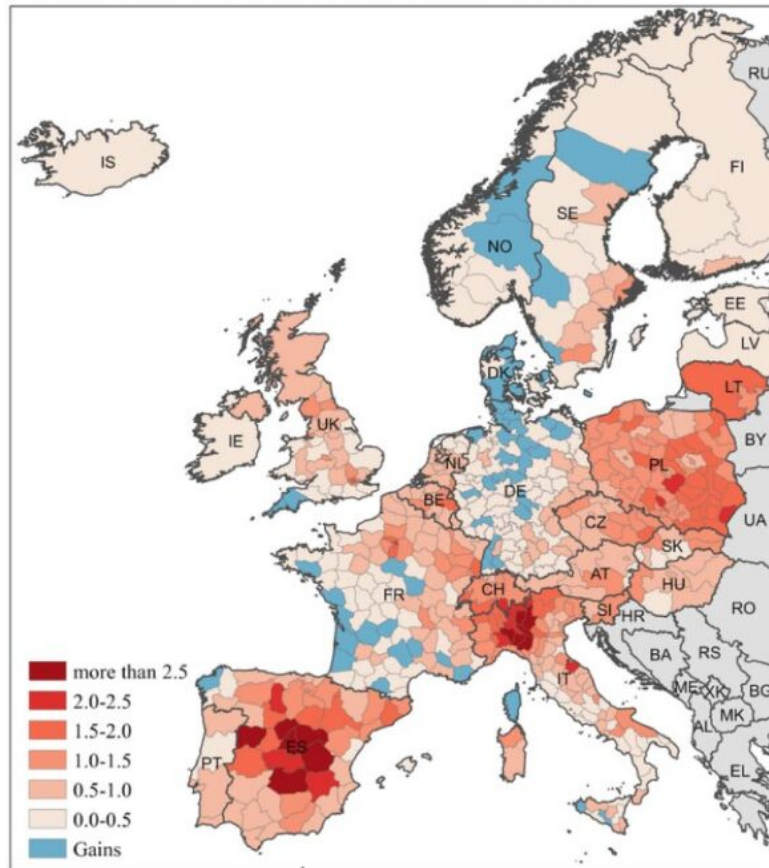 RU
IS
FI
SE
NO
EE
LV
DK
LT
IE
UK
BY
NL
PL
DE
BE
UA
CZ
SK
FR
AT
CH
HU
SI
RO
HR
more than 2.5
BA
RS
2.0-2.5
IT
ME
XK
BG
1.5-2.0
MK
AL
ES
1.0-1.5
PT
EL
0.5-1.0
0.0-0.5
Gains